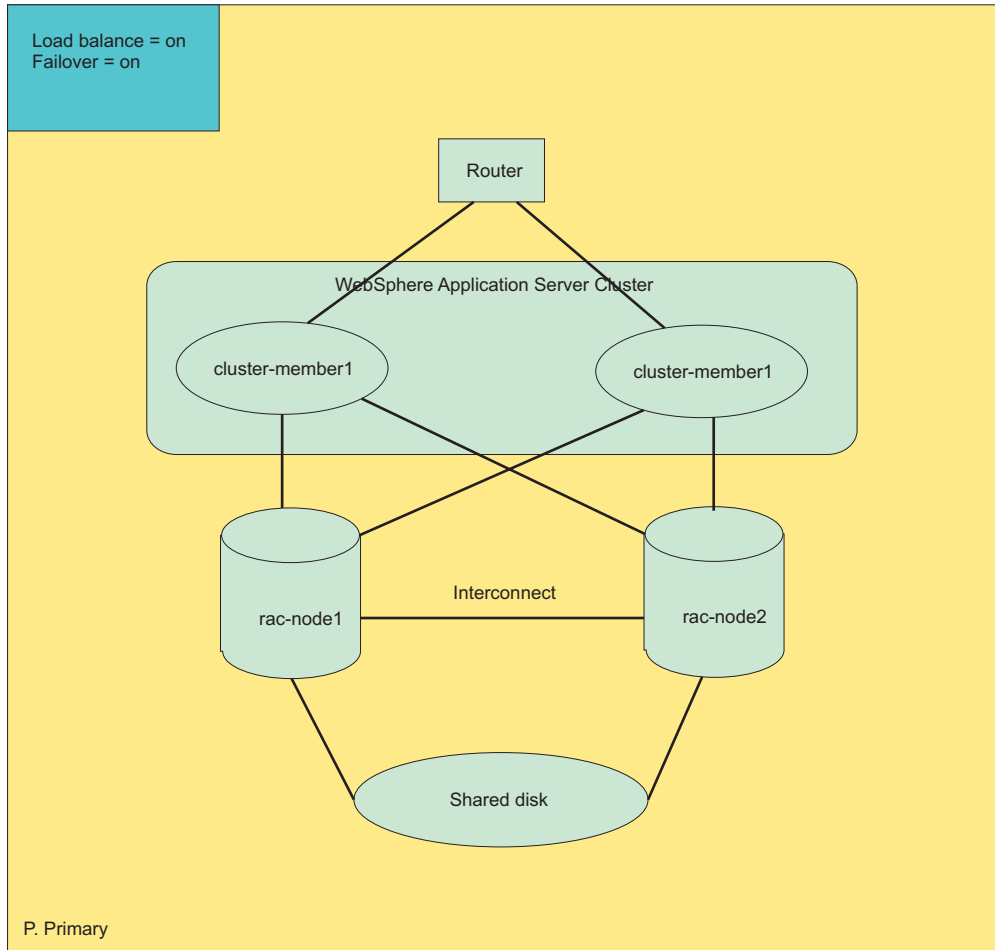 Load balance = on
Failover = on
Router
WebSphere Application Server Cluster
cluster-member1
cluster-member1
Interconnect
rac-node1
rac-node2
Shared disk
P. Primary